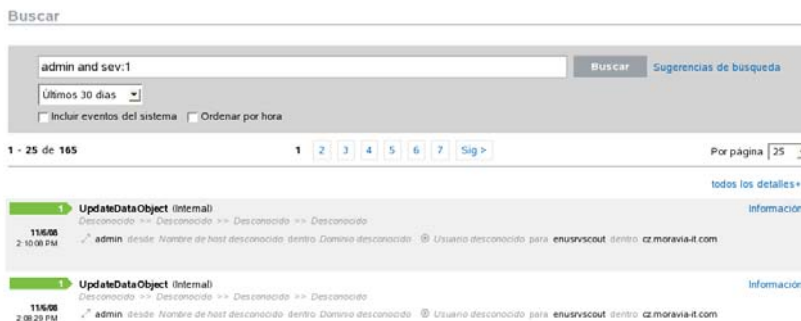 Buscar
admin and sev:1
Buscar
Sugerencias de búsqueda
Últimos 30 dias
Incluir eventos del sistema Ordenar por hora
1 - 25 de 165
1 2 3 4 5 6 7 Sig >
Por página 25
todos los detalles+
1 UpdateDataObject (Internal) Información
Desconocido >> Desconocido >> Desconocido >> Desconocido
11/6/08
2:10:08 PM
admin desde Nombre de host desconocido dentro Dominio desconocido Usuario desconocido para enusrvscout dentro cz.moravia-it.com
1 UpdateDataObject (Internal) Información
Desconocido >> Desconocido >> Desconocido >> Desconocido
11/6/08
2:08:29 PM
admin desde Nombre de host desconocido dentro Dominio desconocido Usuario desconocido para enusrvscout dentro cz.moravia-it.com